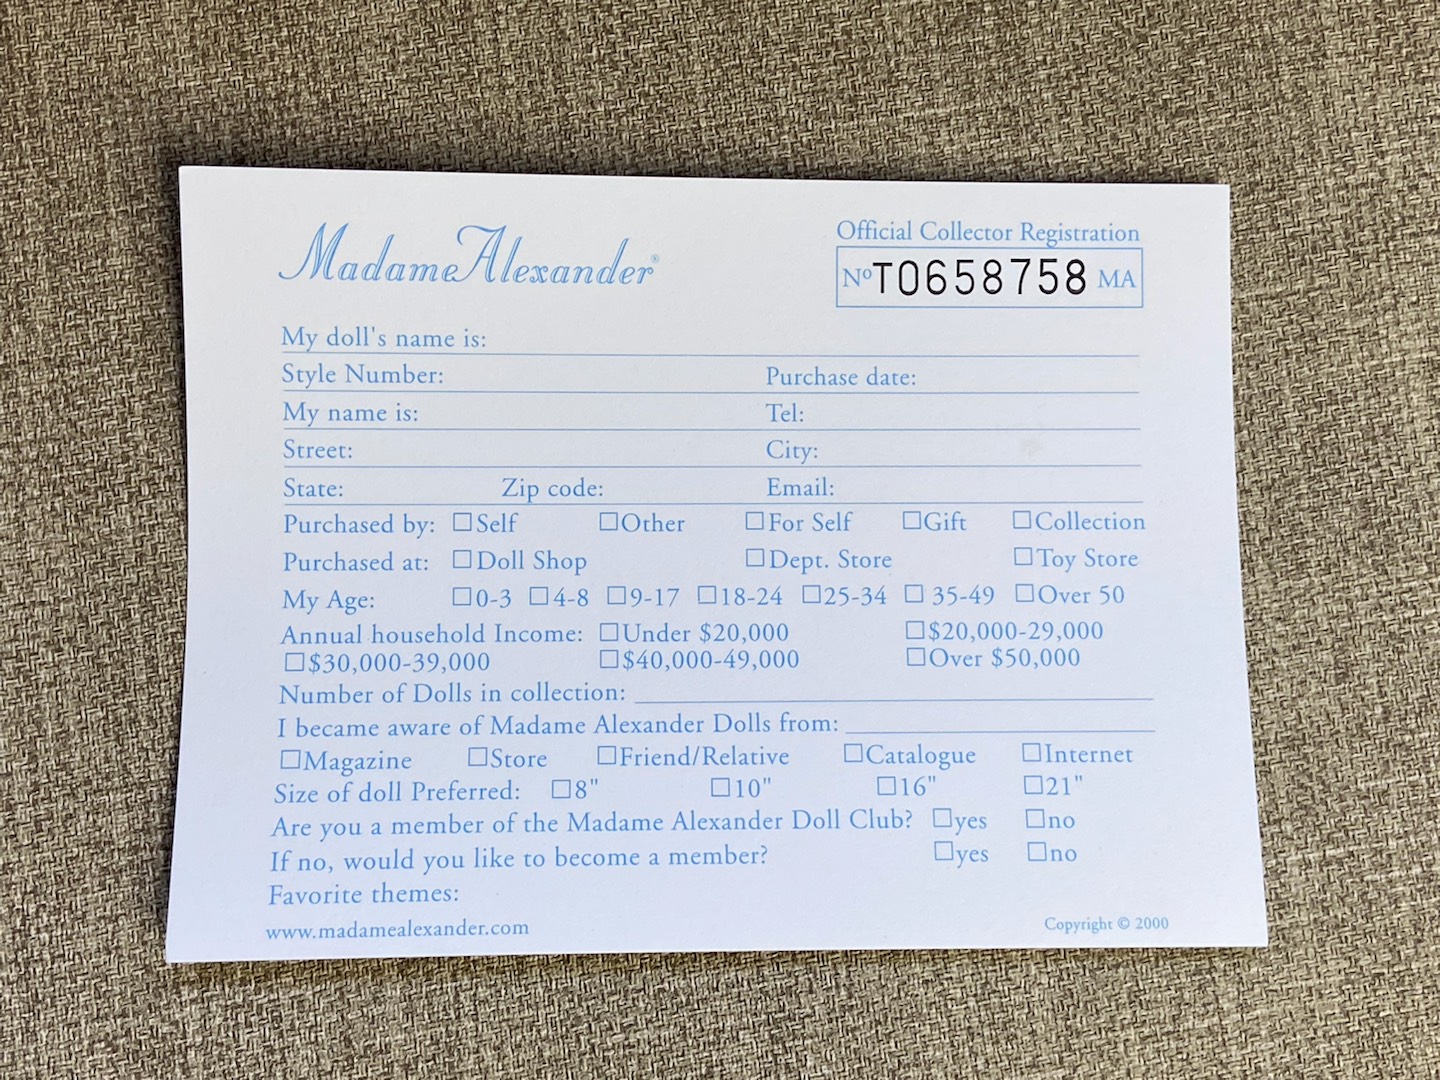 Madame Alexander®
Official Collector Registration
Nº T0658758 MA
My doll's name is:
Style Number: Purchase date:
My name is: Tel:
Street: City:
State: Zip code: Email:
Purchased by: ☐Self ☐Other ☐For Self ☐Gift ☐Collection
Purchased at: ☐Doll Shop ☐Dept. Store ☐Toy Store
My Age: ☐0-3 ☐4-8 ☐9-17 ☐18-24 ☐25-34 ☐35-49 ☐Over 50
Annual household Income: ☐Under $20,000 ☐$20,000-29,000
☐$30,000-39,000 ☐$40,000-49,000 ☐Over $50,000
Number of Dolls in collection:
I became aware of Madame Alexander Dolls from:
☐Magazine ☐Store ☐Friend/Relative ☐Catalogue ☐Internet
Size of doll Preferred: ☐8" ☐10" ☐16" ☐21"
Are you a member of the Madame Alexander Doll Club? ☐yes ☐no
If no, would you like to become a member? ☐yes ☐no
Favorite themes:
www.madamealexander.com Copyright © 2000